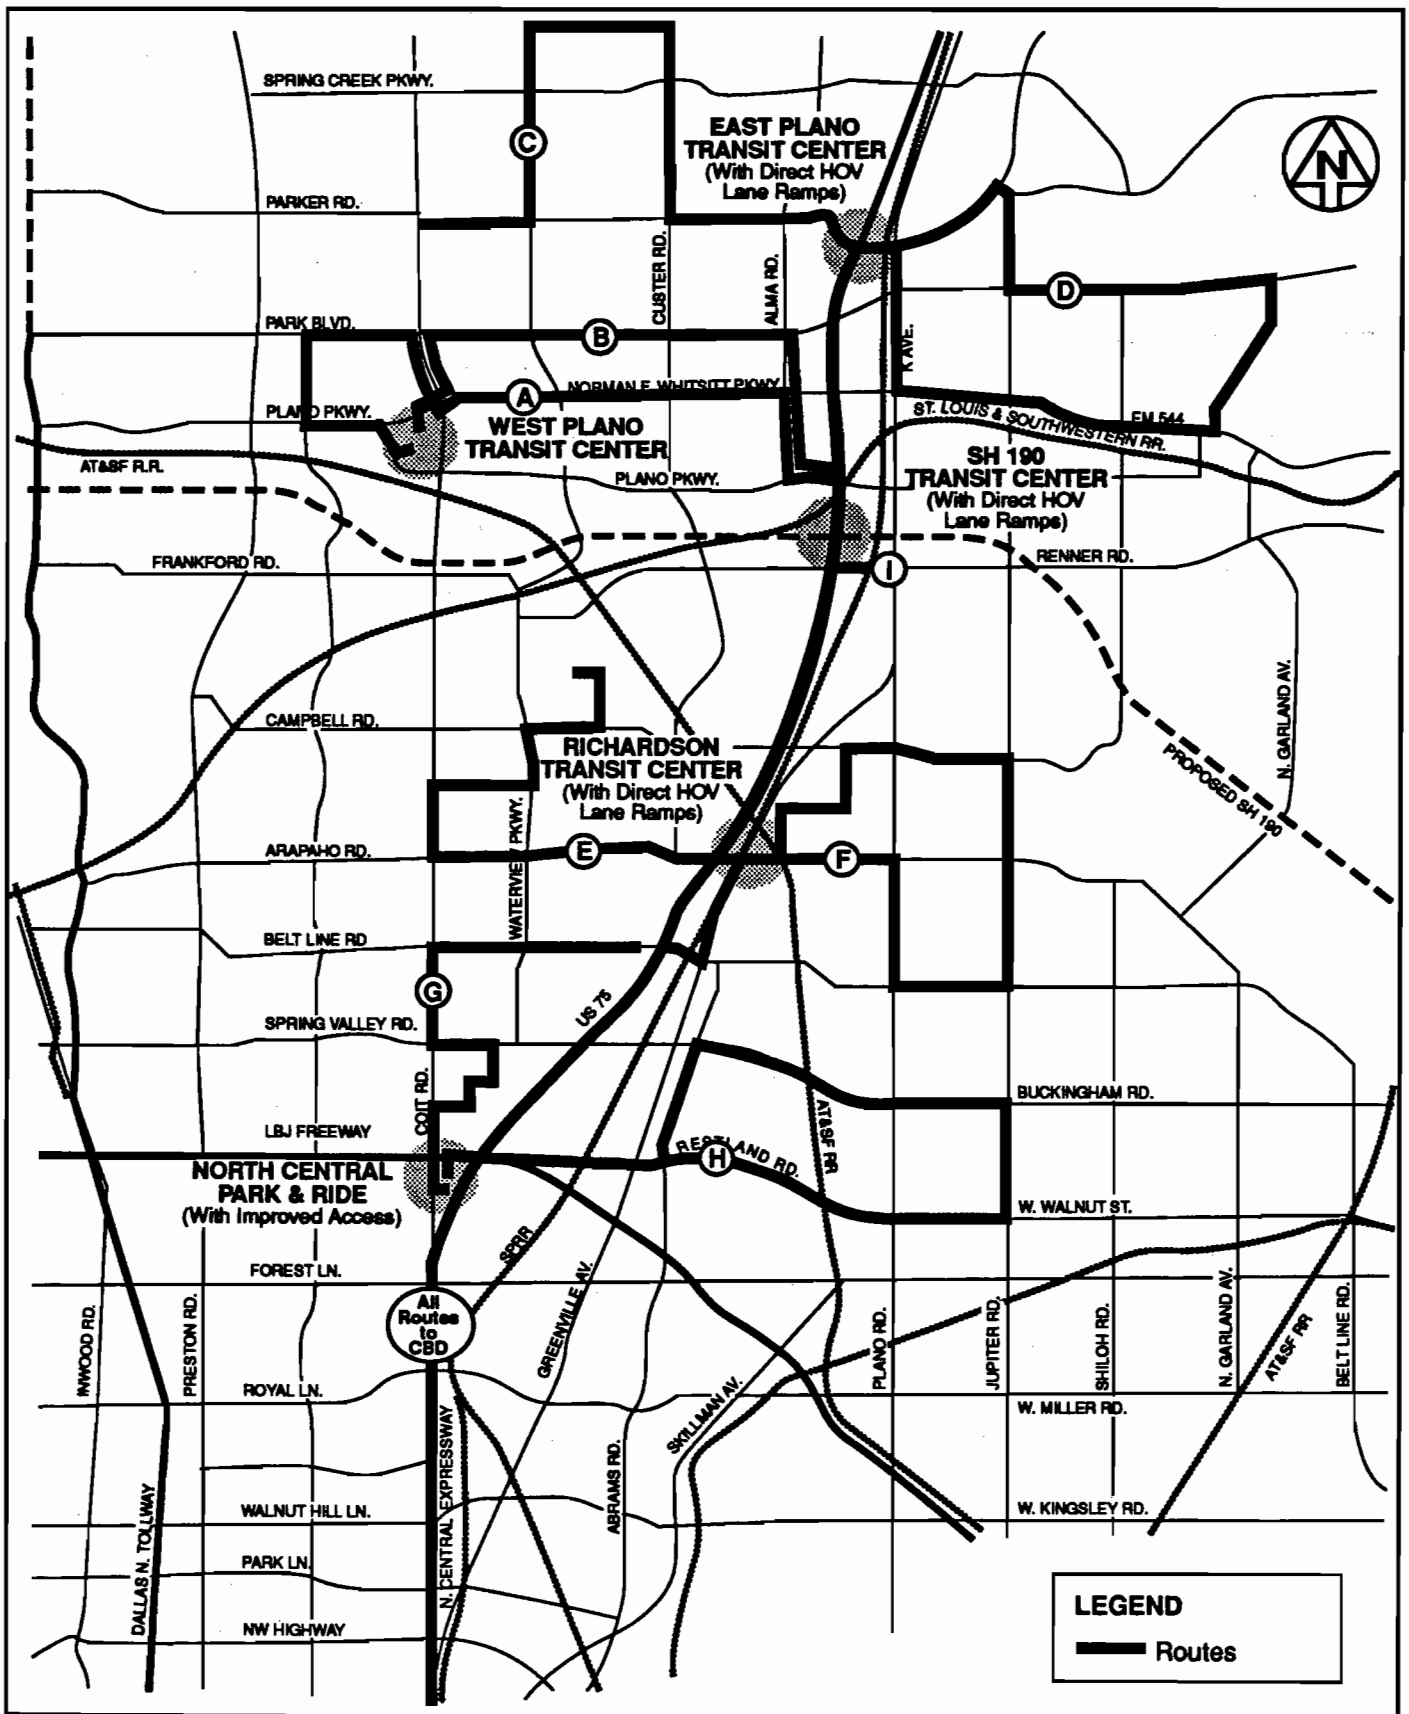 SPRING CREEK PKWY.
C
EAST PLANO
TRANSIT CENTER
(With Direct HOV
Lane Ramps)
N
PARKER RD.
CUSTER RD.
ALMA RD.
D
PARK BLVD.
B
K AVE.
A
NORMAN F. WHITSITT PKWY
PLANO PKWY.
WEST PLANO
TRANSIT CENTER
ST. LOUIS & SOUTHWESTERN RR.
FM 544
AT&SF R.R.
PLANO PKWY.
SH 190
TRANSIT CENTER
(With Direct HOV
Lane Ramps)
FRANKFORD RD.
RENNER RD.
I
N. GARLAND AV.
CAMPBELL RD.
RICHARDSON
TRANSIT CENTER
(With Direct HOV
Lane Ramps)
PROPOSED SH 190
WATERVIEW PKWY.
ARAPAHO RD.
E
F
BELT LINE RD
G
US 75
SPRING VALLEY RD.
COIT RD.
BUCKINGHAM RD.
AT&SF RR
LBJ FREEWAY
RESTLAND RD.
H
NORTH CENTRAL
PARK & RIDE
(With Improved Access)
W. WALNUT ST.
SPRR
FOREST LN.
All
Routes
to
CBD
GREENVILLE AV.
INWOOD RD.
PRESTON RD.
PLANO RD.
JUPITER RD.
SHILOH RD.
N. GARLAND AV.
AT&SF RR
BELT LINE RD.
ROYAL LN.
SKILLMAN AV.
W. MILLER RD.
N. CENTRAL EXPRESSWAY
ABRAMS RD.
DALLAS N. TOLLWAY
WALNUT HILL LN.
W. KINGSLEY RD.
PARK LN.
NW HIGHWAY
LEGEND
Routes